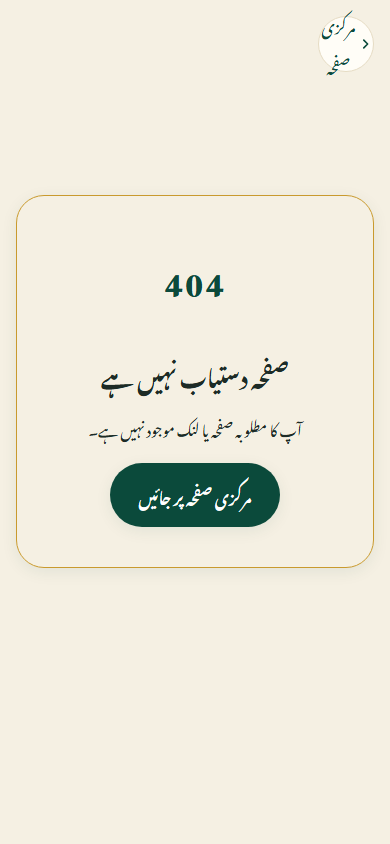 مرکزی
صفحہ
404
صفحہ دستیاب نہیں ہے
آپ کا مطلوبہ صفحہ یا لنک موجود نہیں ہے۔
مرکزی صفحہ پر جائیں